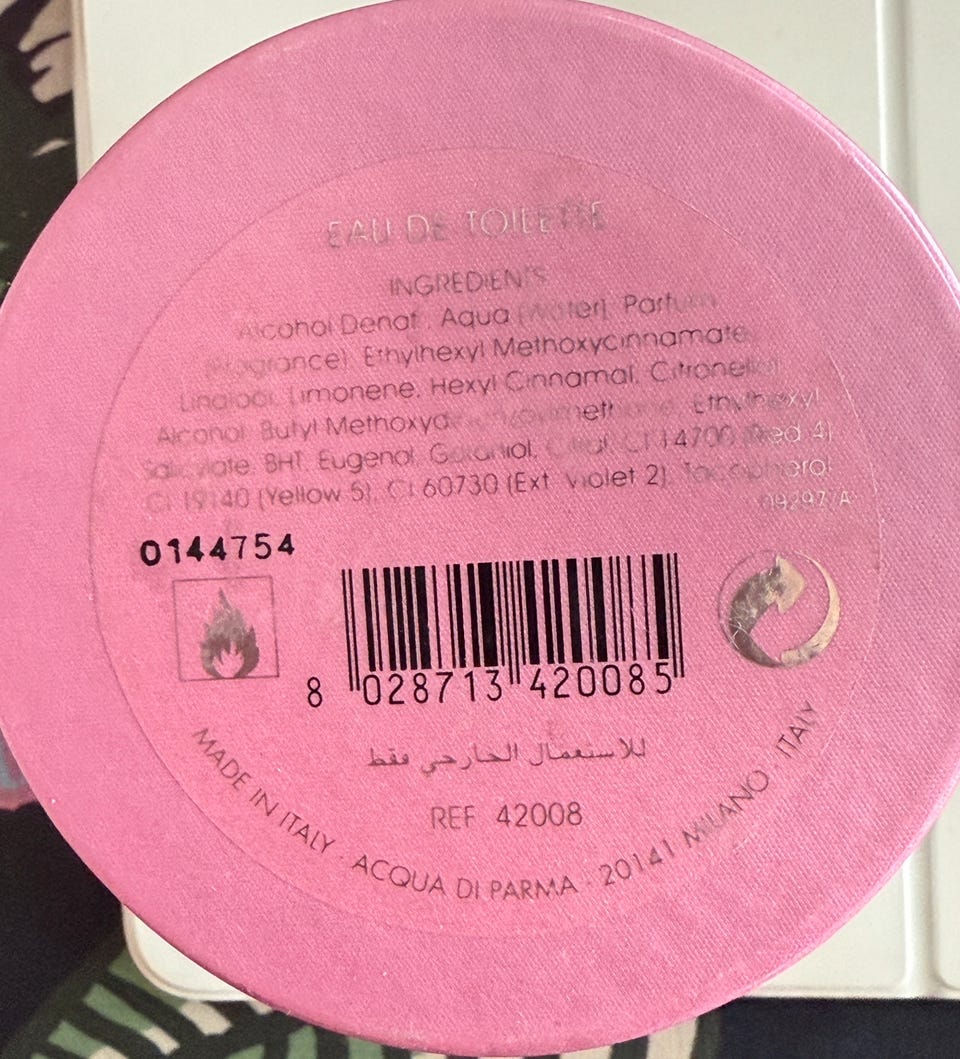 EAU DE TOILETTE
INGREDIENTS
Alcohol Denat., Aqua (Water), Parfum
(Fragrance), Ethylhexyl Methoxycinnamate,
Linalool, Limonene, Hexyl Cinnamal, Citronellol,
Alcohol, Butyl Ethylhexyl
Salicylate, BHT, Eugenol, Geraniol, Citral, CI 14700 (Red 4),
CI 19140 (Yellow 5), CI 60730 (Ext. Violet 2), Tocopherol
0144754
8 028713 420085
للاستعمال الخارجي فقط
REF 42008
MADE IN ITALY · ACQUA DI PARMA · 20141 MILANO · ITALY